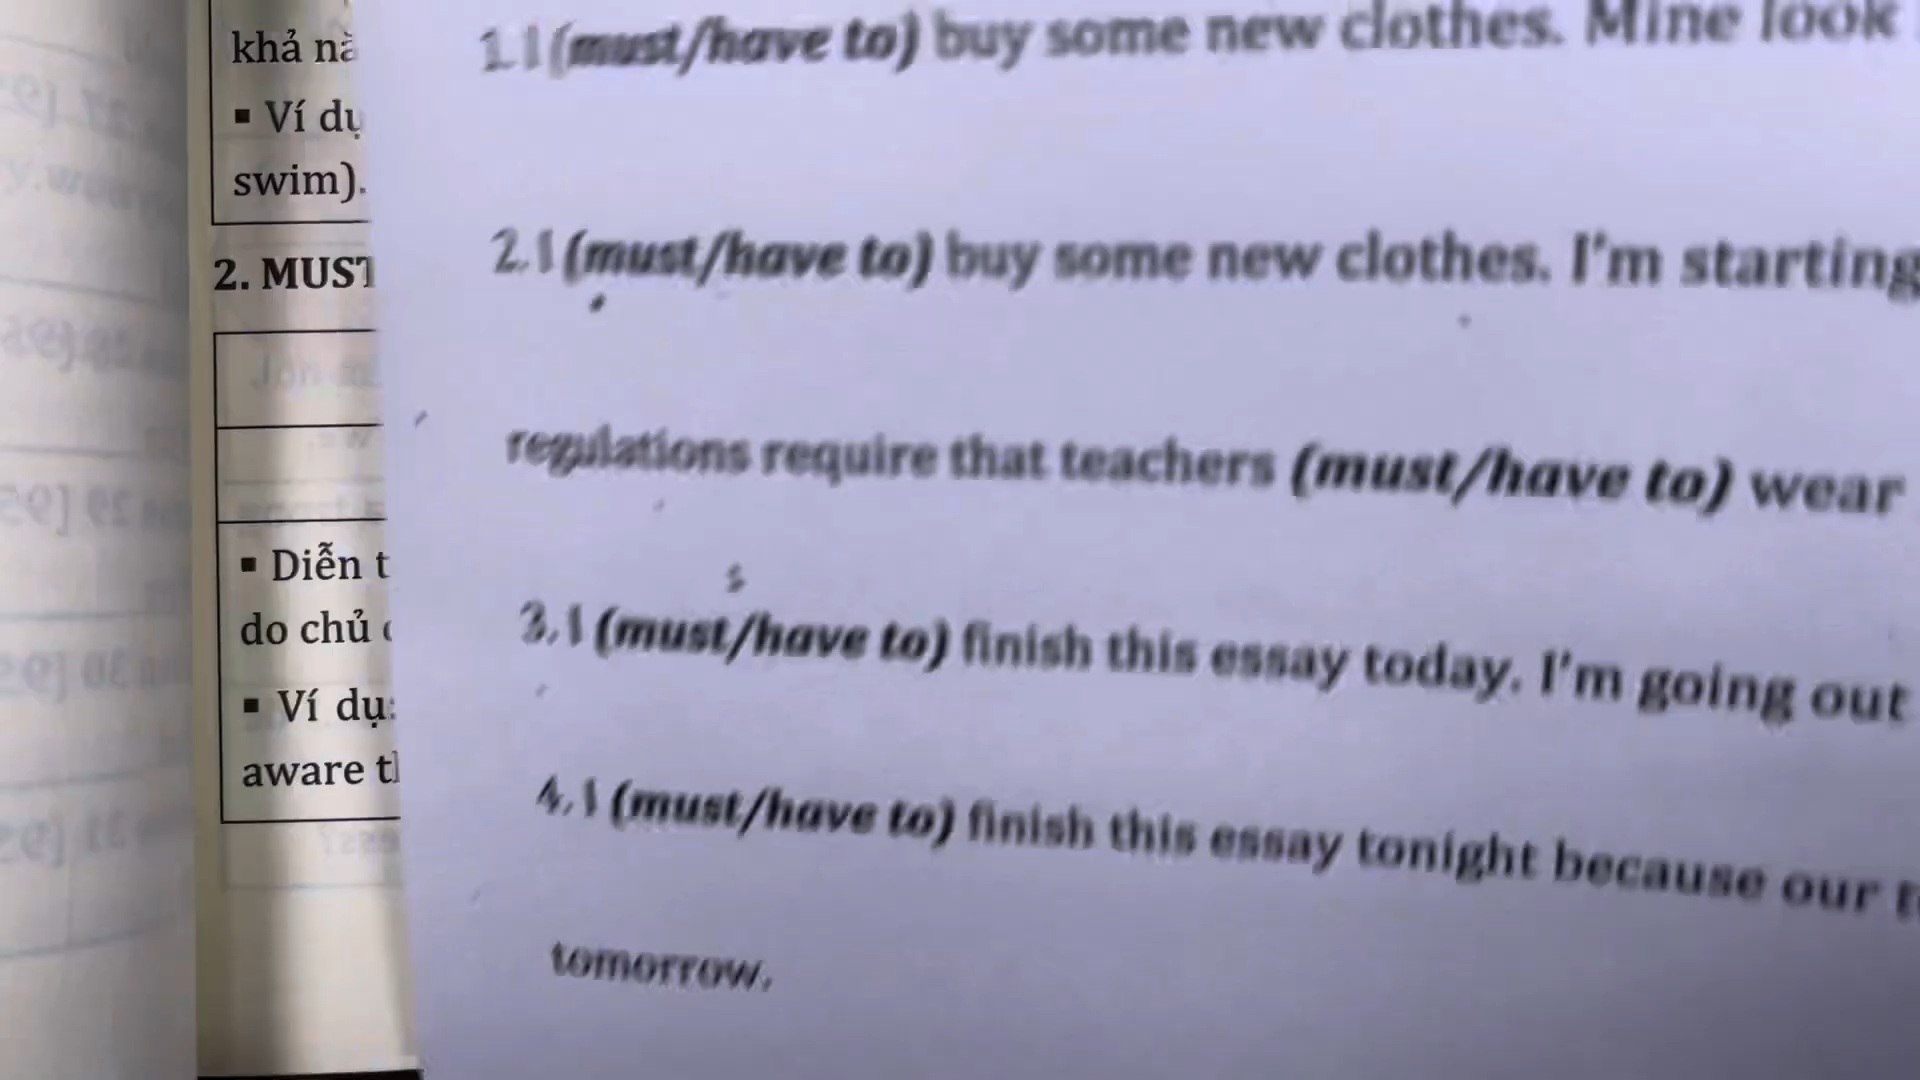 khả nă
▪ Ví dụ
swim).
2. MUST
▪ Diễn t
do chủ
▪ Ví dụ:
aware
1.I (must/have to) buy some new clothes. Mine look
2.I (must/have to) buy some new clothes. I'm starting
regulations require that teachers (must/have to) wear
3.I (must/have to) finish this essay today. I'm going out
4.I (must/have to) finish this essay tonight because our
tomorrow.